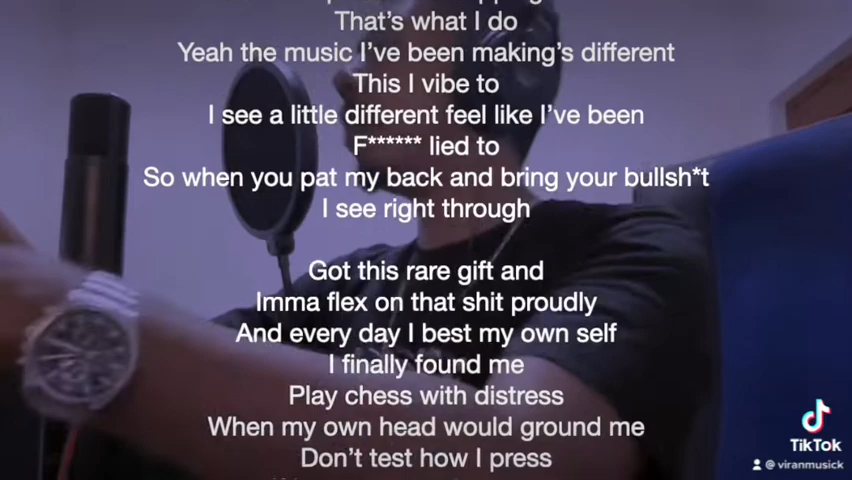 That's what I do
Yeah the music I've been making's different
This I vibe to
I see a little different feel like I've been
F****** lied to
So when you pat my back and bring your bullsh*t
I see right through
Got this rare gift and
Imma flex on that shit proudly
And every day I best my own self
I finally found me
Play chess with distress
When my own head would ground me
Don't test how I press
TikTok
@viranmusick